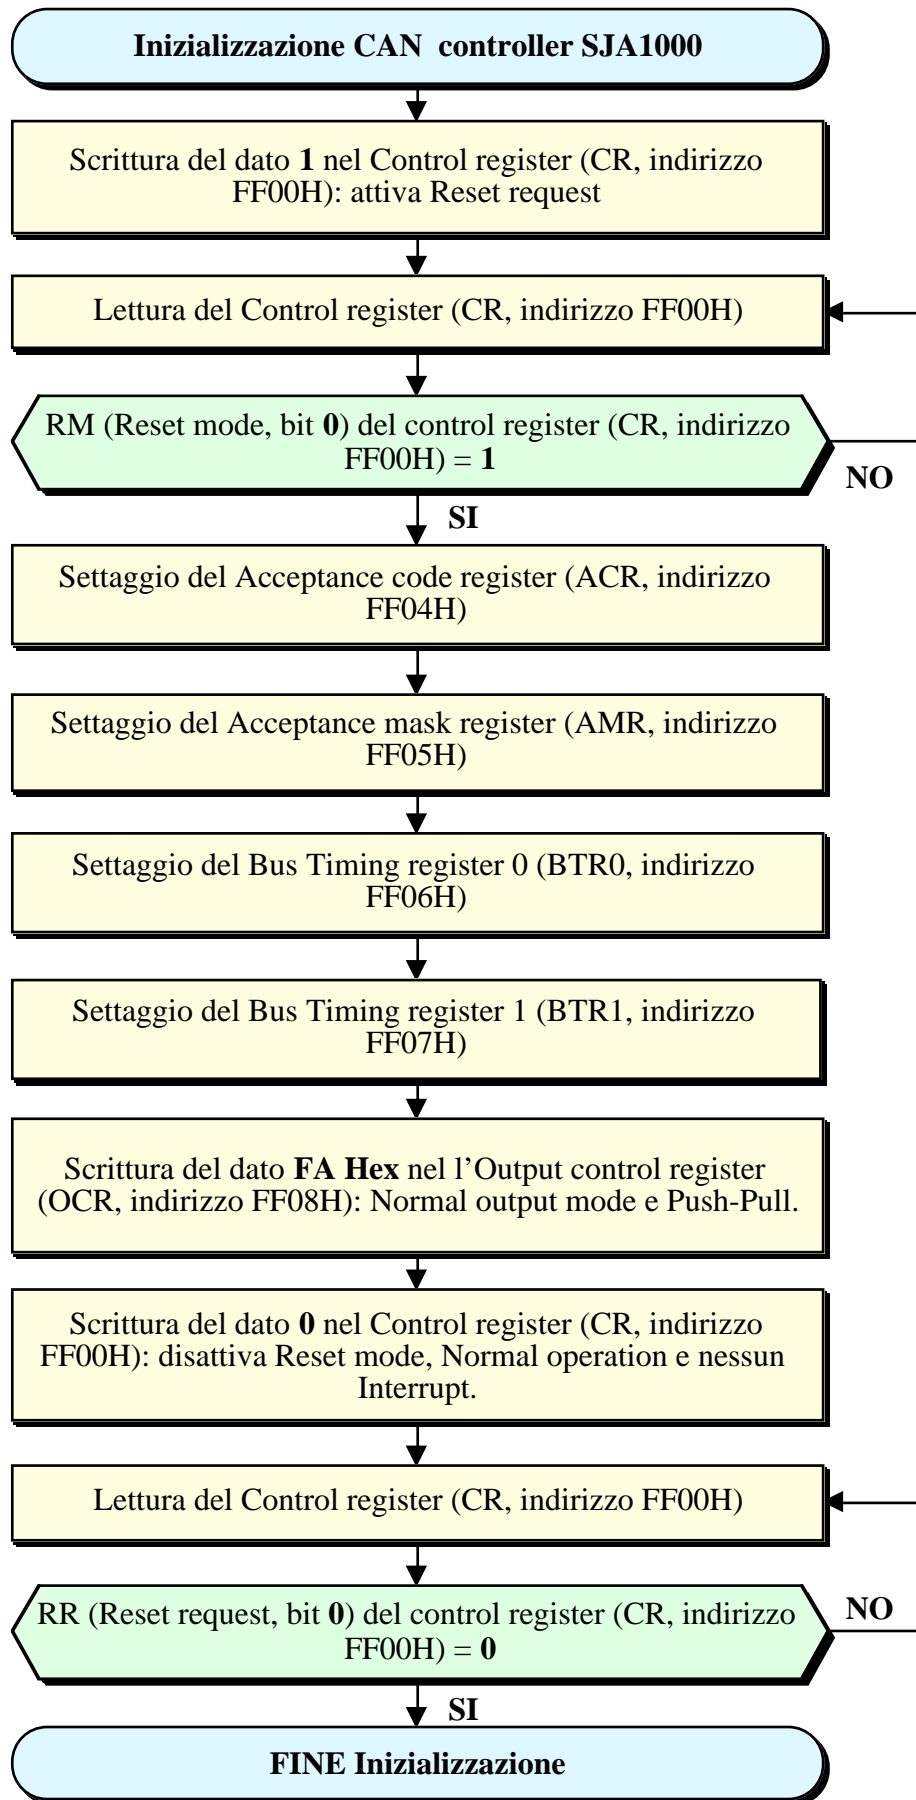 Inizializzazione CAN  controller SJA1000
Scrittura del dato 1 nel Control register (CR, indirizzo
FF00H): attiva Reset request
Lettura del Control register (CR, indirizzo FF00H)
RM (Reset mode, bit 0) del control register (CR, indirizzo
FF00H) = 1
NO
SI
Settaggio del Acceptance code register (ACR, indirizzo
FF04H)
Settaggio del Acceptance mask register (AMR, indirizzo
FF05H)
Settaggio del Bus Timing register 0 (BTR0, indirizzo
FF06H)
Settaggio del Bus Timing register 1 (BTR1, indirizzo
FF07H)
Scrittura del dato FA Hex nel l’Output control register
(OCR, indirizzo FF08H): Normal output mode e Push-Pull.
Scrittura del dato 0 nel Control register (CR, indirizzo
FF00H): disattiva Reset mode, Normal operation e nessun
Interrupt.
Lettura del Control register (CR, indirizzo FF00H)
RR (Reset request, bit 0) del control register (CR, indirizzo
FF00H) = 0
NO
SI
FINE Inizializzazione